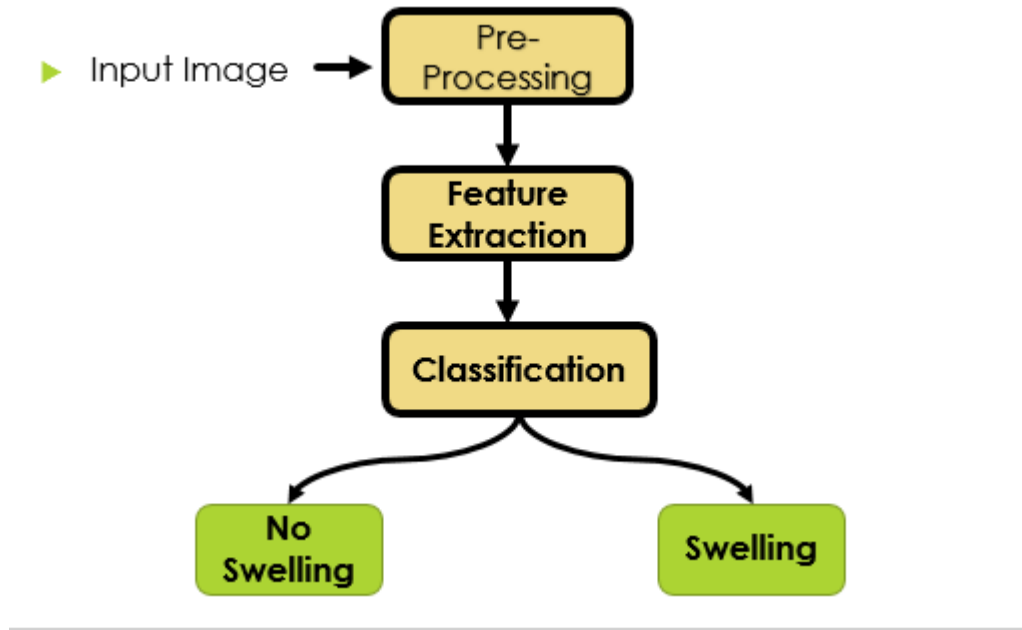 Input Image
Pre-
Processing
Feature
Extraction
Classification
No
Swelling
Swelling